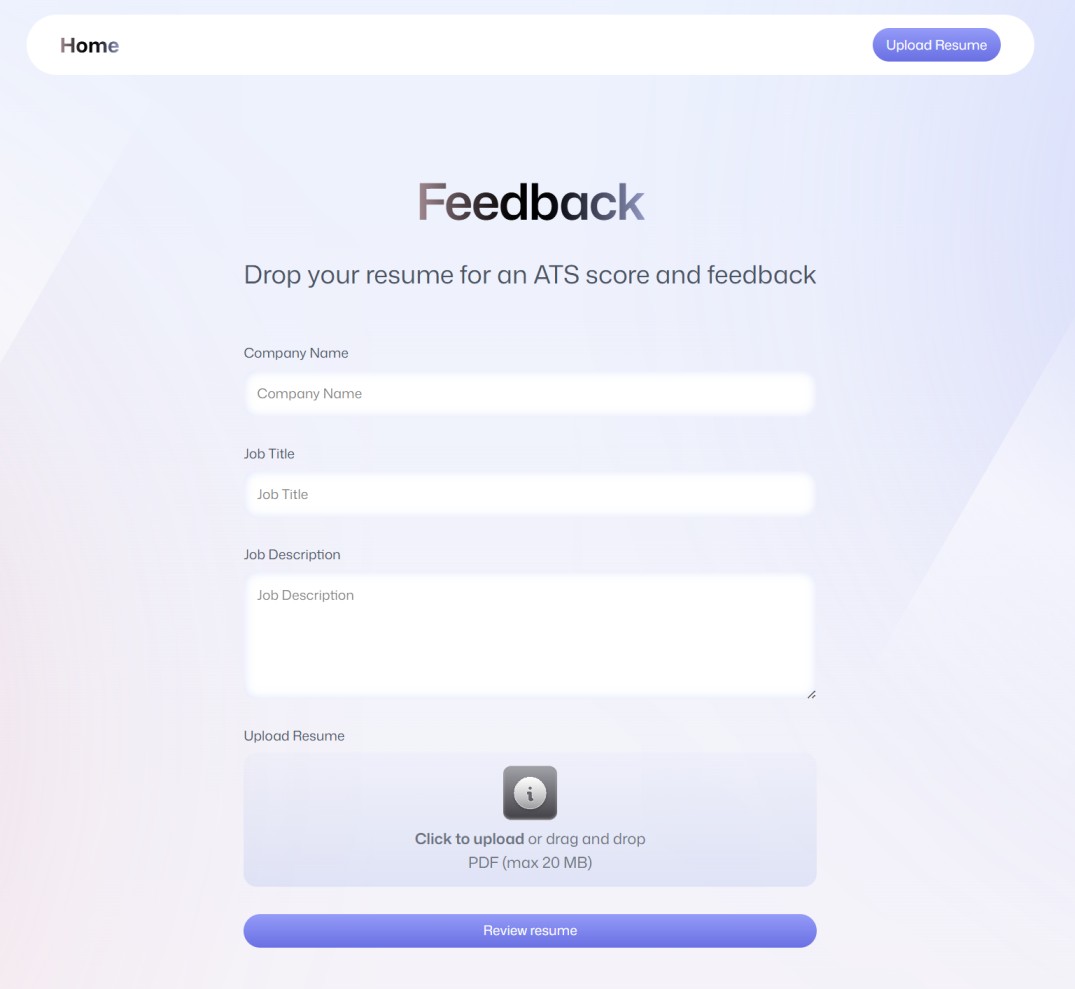 Home
Upload Resume
Feedback
Drop your resume for an ATS score and feedback
Company Name
Company Name
Job Title
Job Title
Job Description
Job Description
Upload Resume
i
Click to upload or drag and drop
PDF (max 20 MB)
Review resume